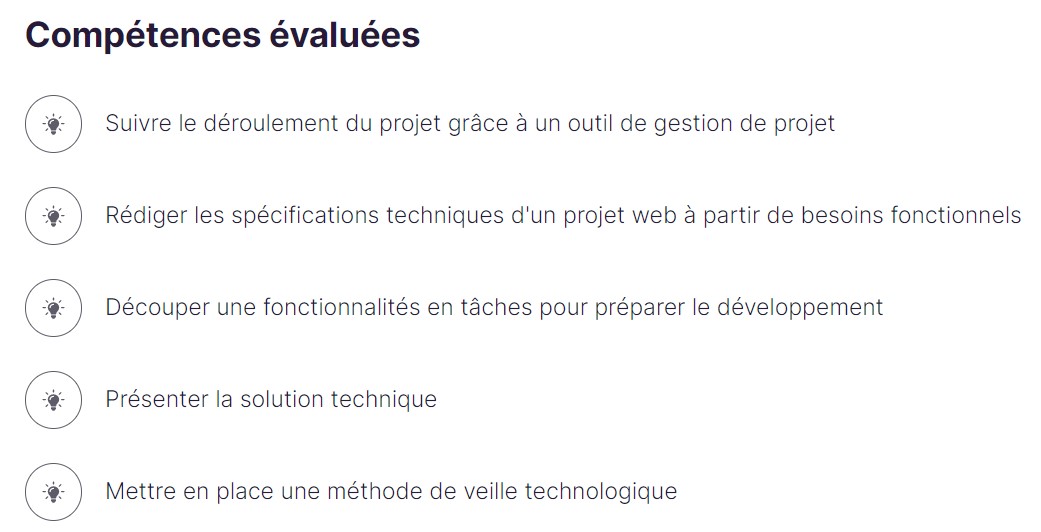 Compétences évaluées
Suivre le déroulement du projet grâce à un outil de gestion de projet
Rédiger les spécifications techniques d'un projet web à partir de besoins fonctionnels
Découper une fonctionnalités en tâches pour préparer le développement
Présenter la solution technique
Mettre en place une méthode de veille technologique